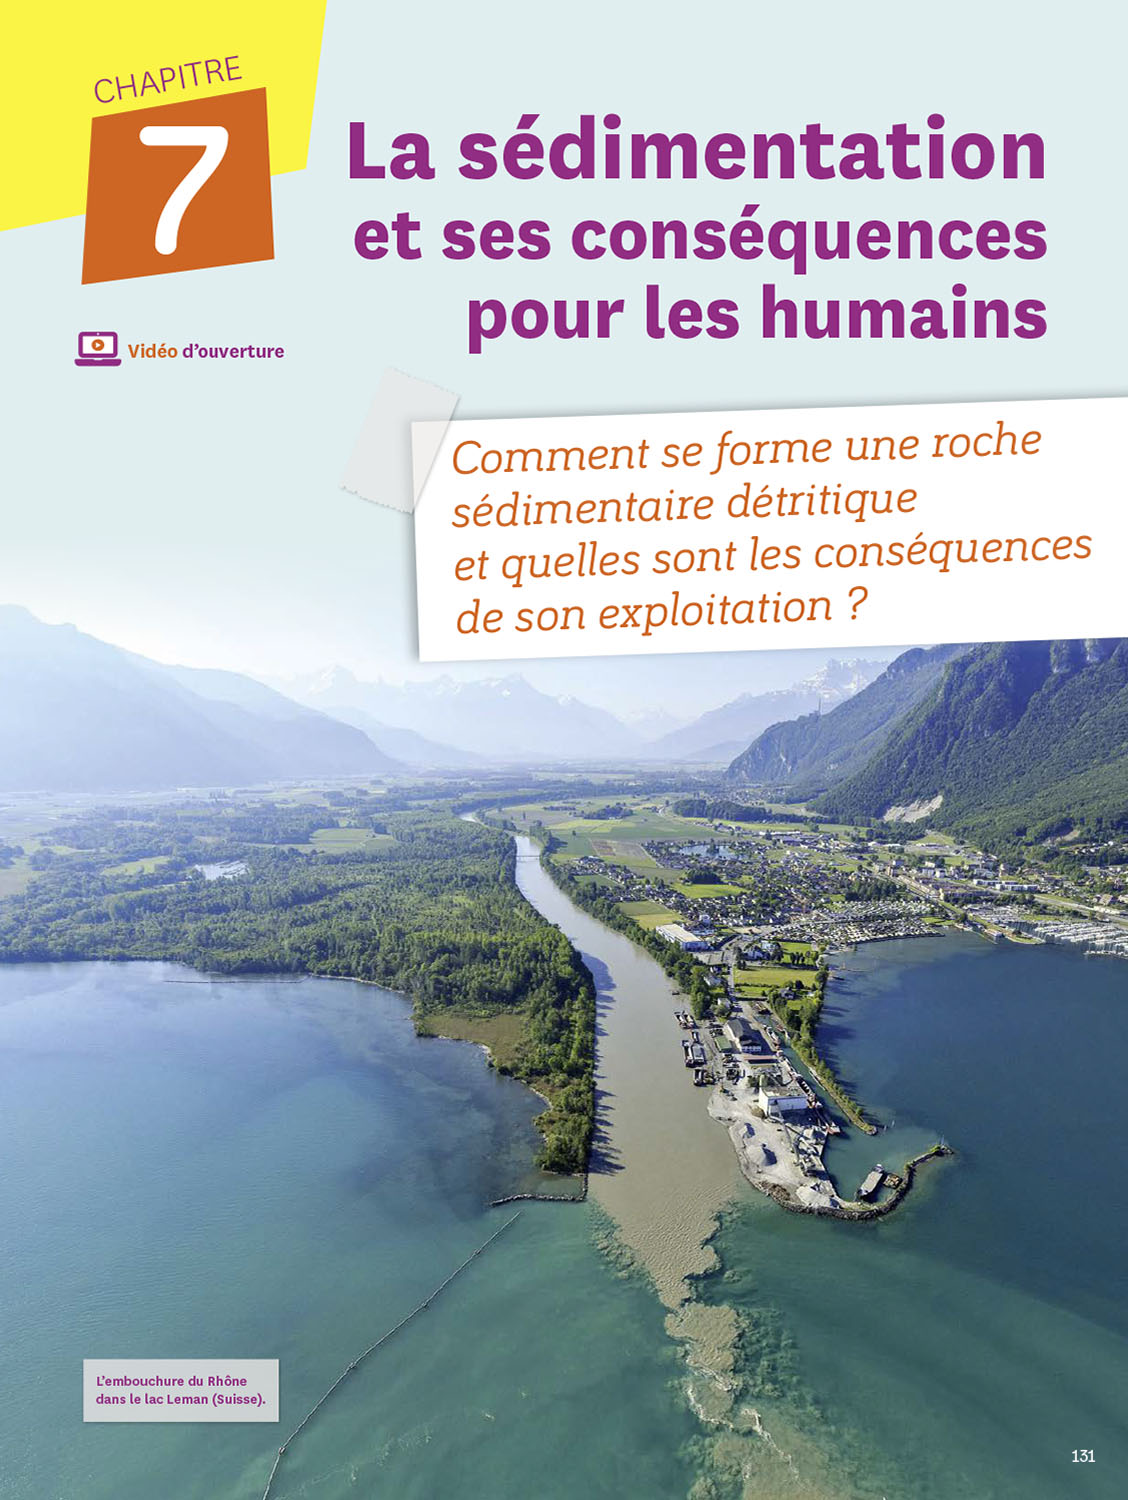 CHAPITRE
7
La sédimentation
et ses conséquences
pour les humains
Vidéo d'ouverture
Comment se forme une roche
sédimentaire détritique
et quelles sont les conséquences
de son exploitation ?
L'embouchure du Rhône
dans le lac Leman (Suisse).
131